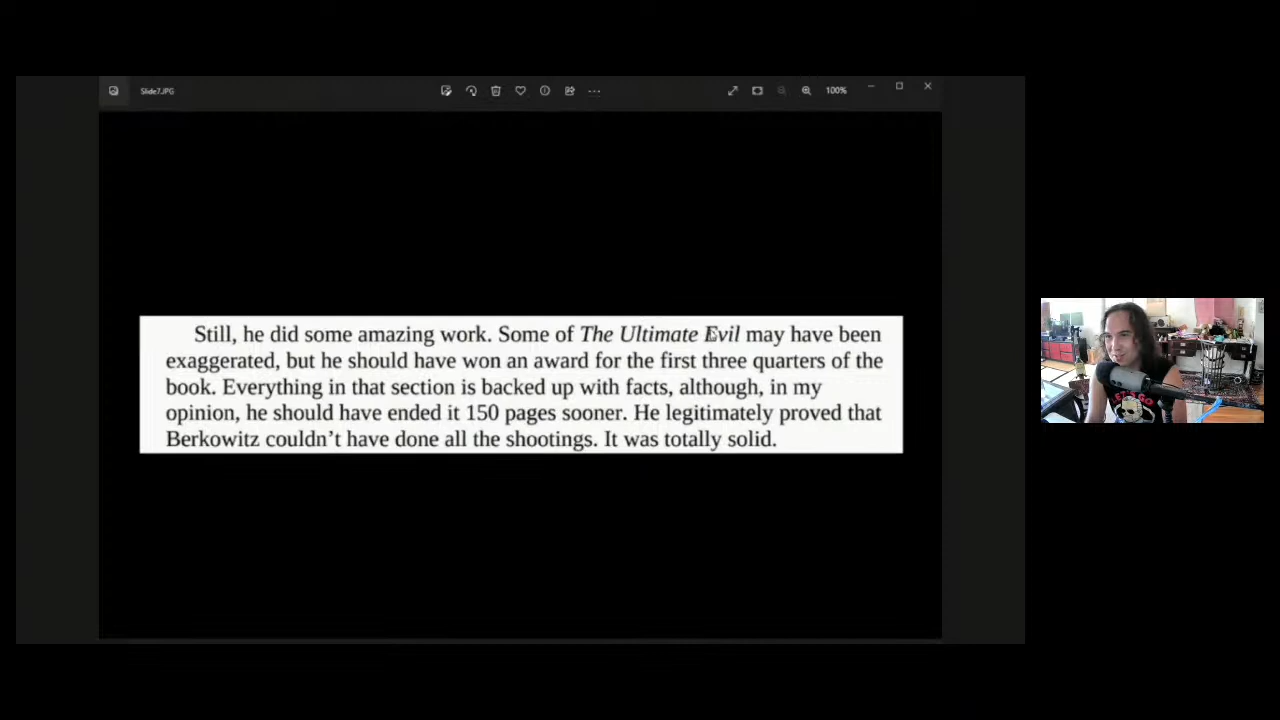 Slide7.JPG
100%
Still, he did some amazing work. Some of The Ultimate Evil may have been
exaggerated, but he should have won an award for the first three quarters of the
book. Everything in that section is backed up with facts, although, in my
opinion, he should have ended it 150 pages sooner. He legitimately proved that
Berkowitz couldn’t have done all the shootings. It was totally solid.